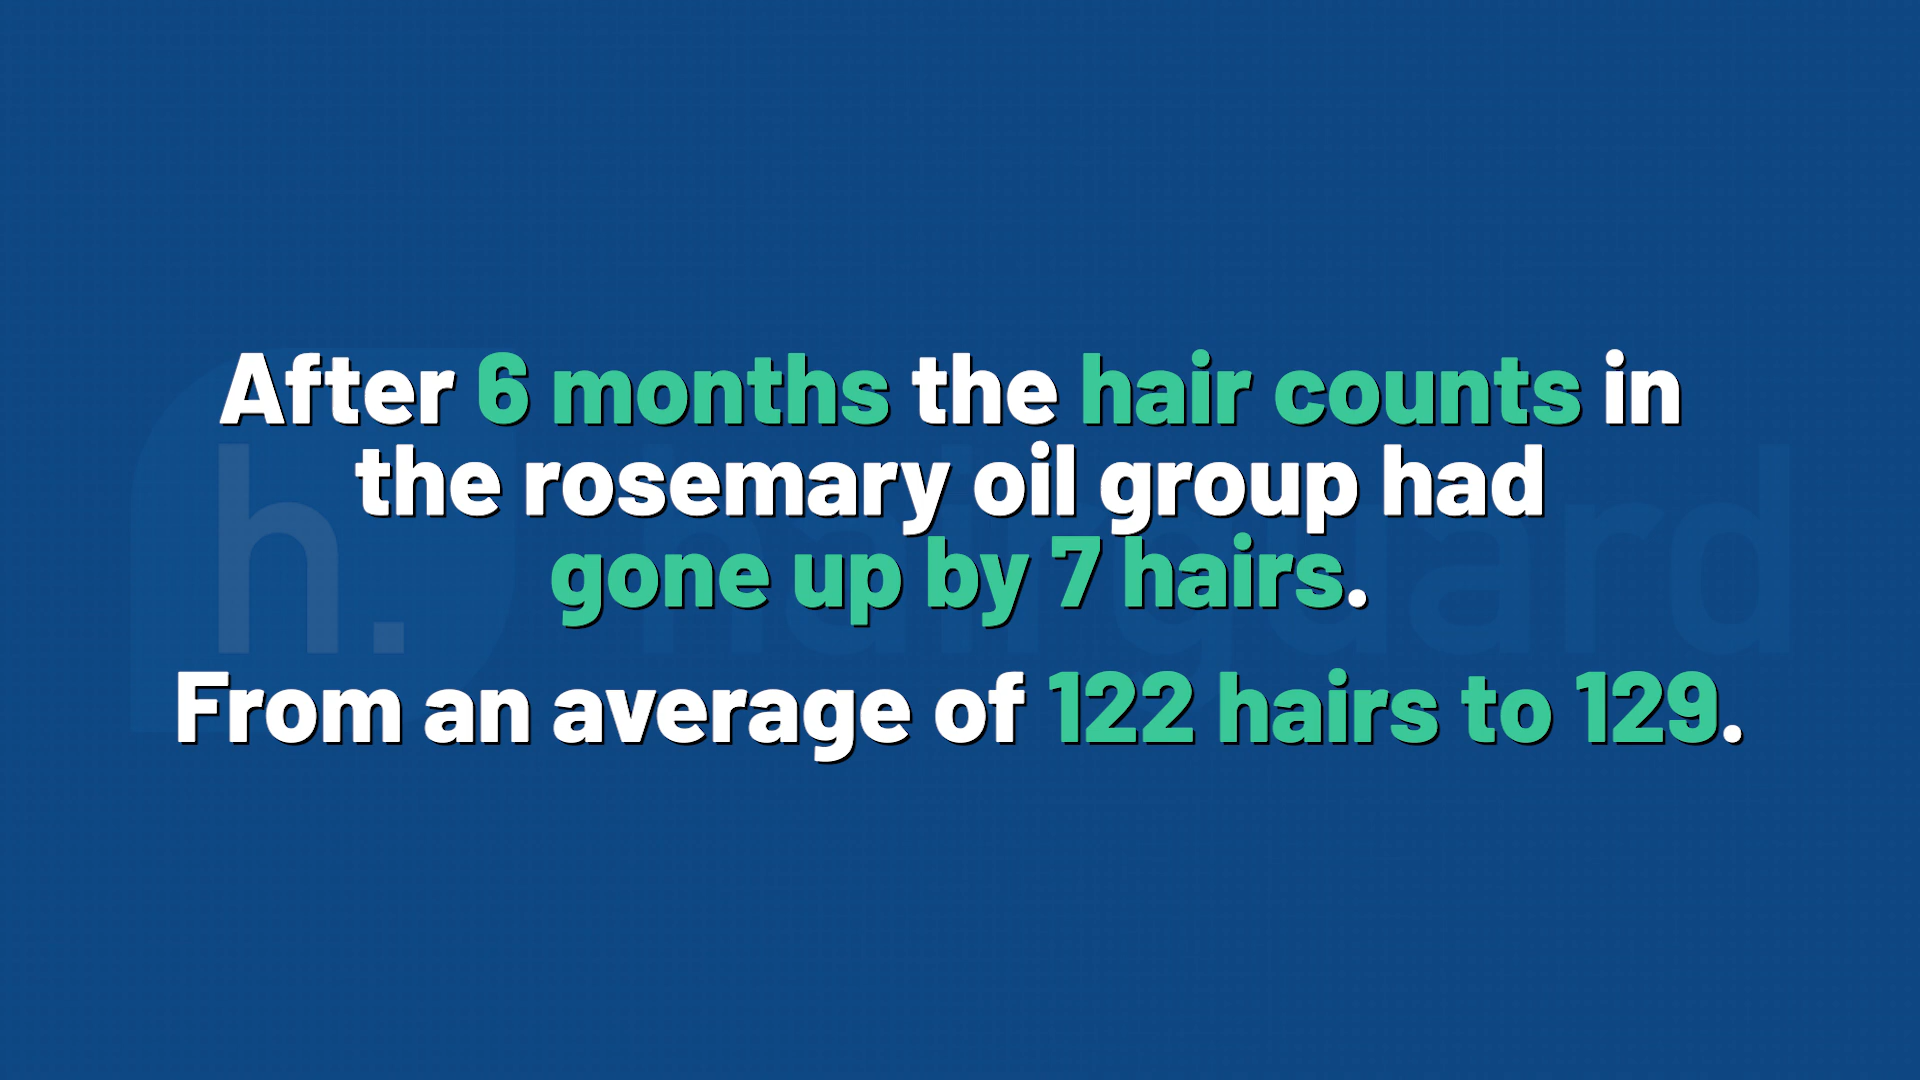 After 6 months the hair counts in
the rosemary oil group had
gone up by 7 hairs.
From an average of 122 hairs to 129.
h. hairguard